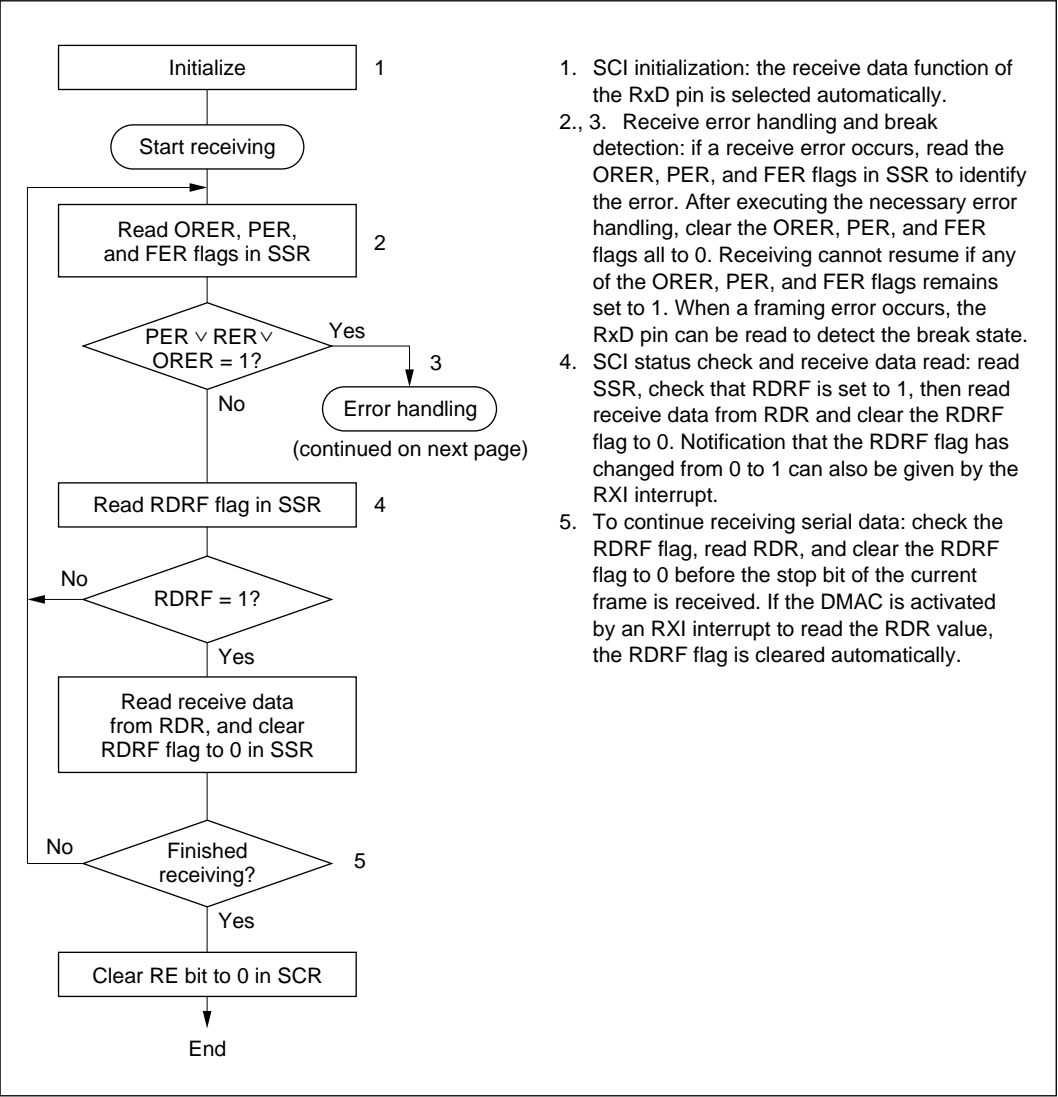 Initialize
1
Start receiving
Read ORER, PER,
and FER flags in SSR
2
PER ∨ RER ∨
ORER = 1?
Yes
3
No
Error handling
(continued on next page)
Read RDRF flag in SSR
4
No
RDRF = 1?
Yes
Read receive data
from RDR, and clear
RDRF flag to 0 in SSR
No
Finished
receiving?
5
Yes
Clear RE bit to 0 in SCR
End
1. SCI initialization: the receive data function of
the RxD pin is selected automatically.
2., 3. Receive error handling and break
detection: if a receive error occurs, read the
ORER, PER, and FER flags in SSR to identify
the error. After executing the necessary error
handling, clear the ORER, PER, and FER
flags all to 0. Receiving cannot resume if any
of the ORER, PER, and FER flags remains
set to 1. When a framing error occurs, the
RxD pin can be read to detect the break state.
4. SCI status check and receive data read: read
SSR, check that RDRF is set to 1, then read
receive data from RDR and clear the RDRF
flag to 0. Notification that the RDRF flag has
changed from 0 to 1 can also be given by the
RXI interrupt.
5. To continue receiving serial data: check the
RDRF flag, read RDR, and clear the RDRF
flag to 0 before the stop bit of the current
frame is received. If the DMAC is activated
by an RXI interrupt to read the RDR value,
the RDRF flag is cleared automatically.